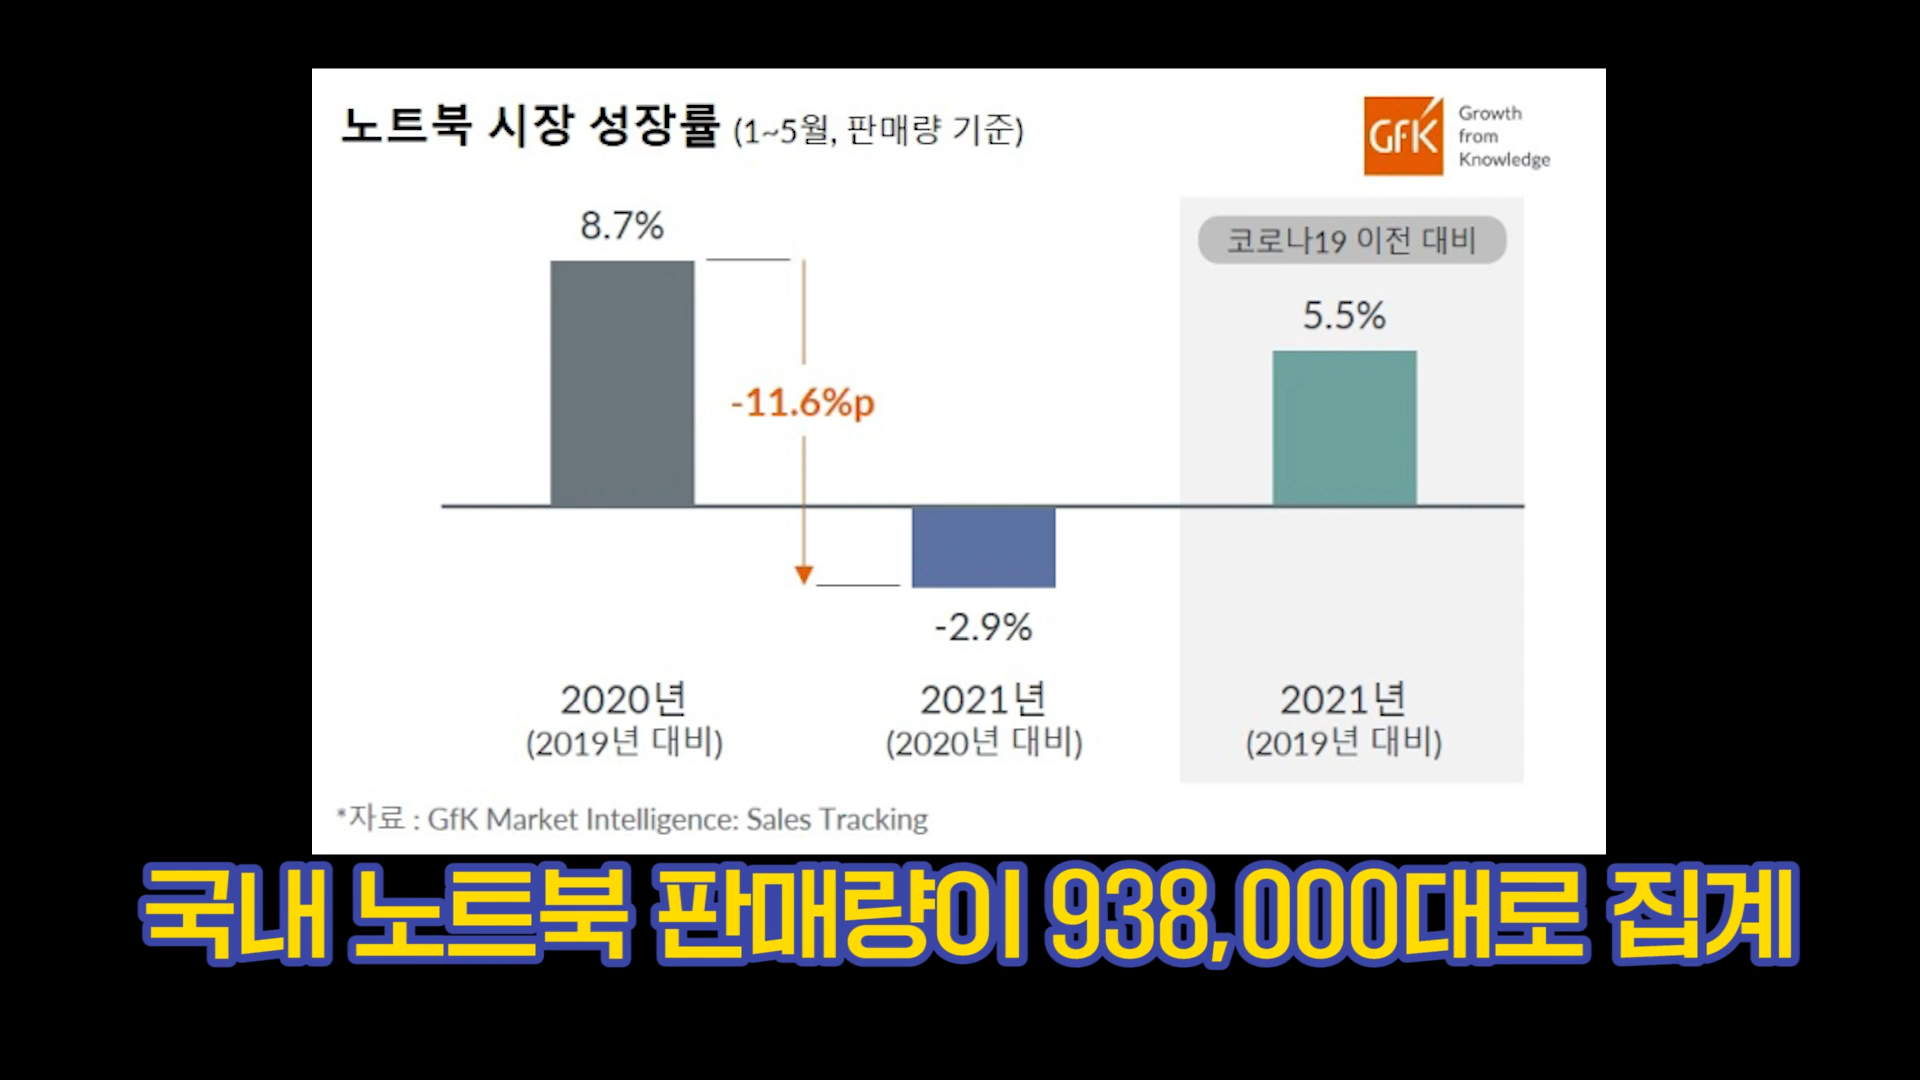 노트북 시장 성장률 (1~5월, 판매량 기준)
GfK
Growth
from
Knowledge
8.7%
코로나19 이전 대비
5.5%
-11.6%p
-2.9%
2020년
(2019년 대비)
2021년
(2020년 대비)
2021년
(2019년 대비)
*자료 : GfK Market Intelligence: Sales Tracking
국내 노트북 판매량이 938,000대로 집계